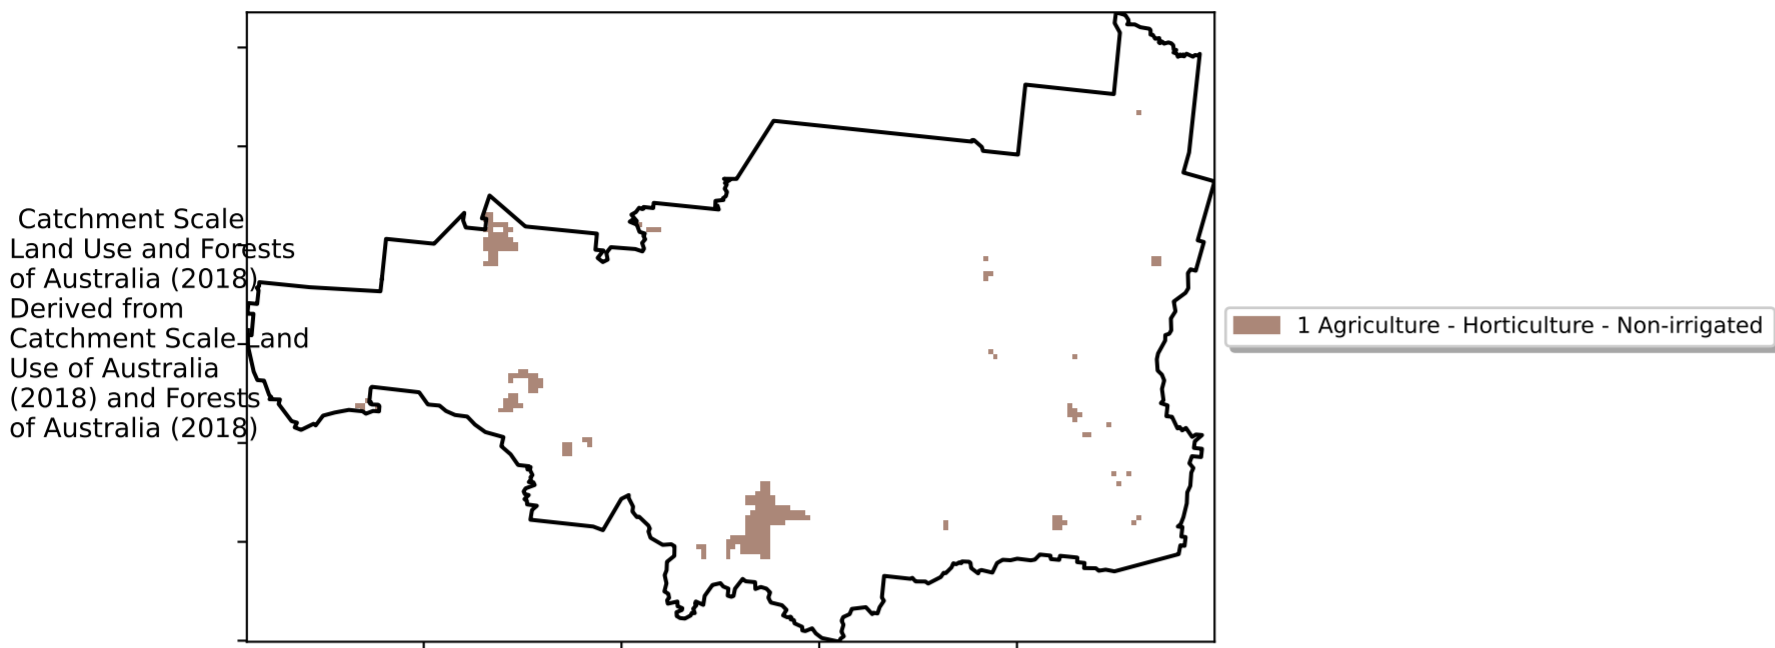 Catchment Scale
Land Use and Forests
of Australia (2018)
Derived from
Catchment Scale Land
Use of Australia
(2018) and Forests
of Australia (2018)
1 Agriculture - Horticulture - Non-irrigated